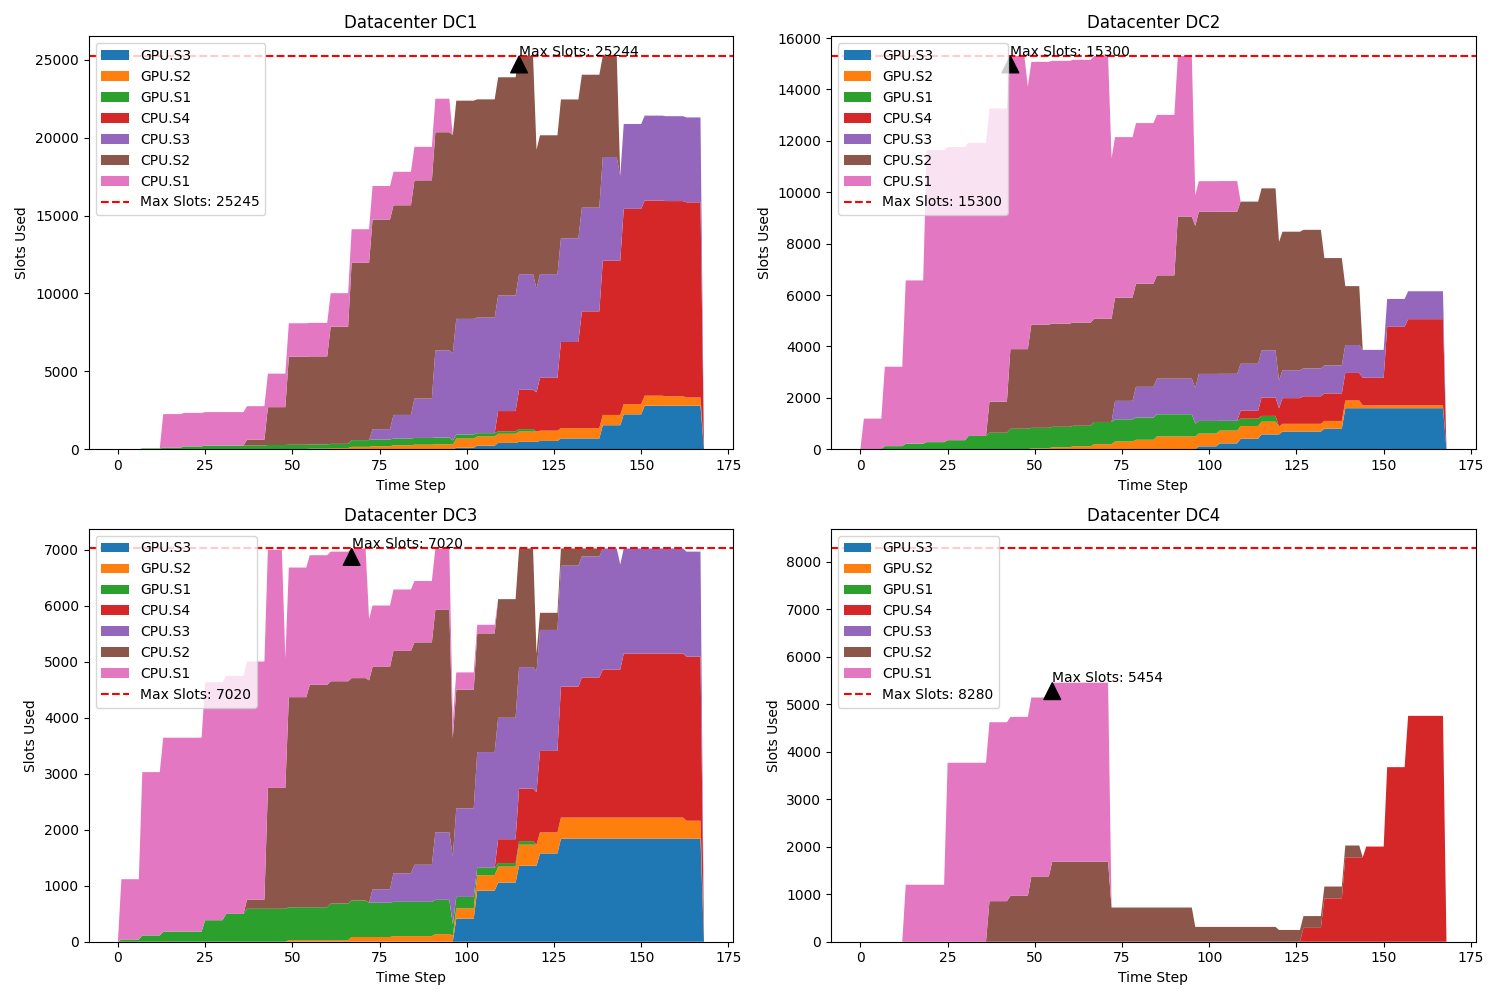 Datacenter DC1
Max Slots: 25244
GPU.S3
GPU.S2
GPU.S1
CPU.S4
CPU.S3
CPU.S2
CPU.S1
Max Slots: 25245
25000
20000
15000
10000
5000
0
Slots Used
0 25 50 75 100 125 150 175
Time Step
Datacenter DC2
Max Slots: 15300
GPU.S3
GPU.S2
GPU.S1
CPU.S4
CPU.S3
CPU.S2
CPU.S1
Max Slots: 15300
16000
14000
12000
10000
8000
6000
4000
2000
0
Slots Used
0 25 50 75 100 125 150 175
Time Step
Datacenter DC3
Max Slots: 7020
GPU.S3
GPU.S2
GPU.S1
CPU.S4
CPU.S3
CPU.S2
CPU.S1
Max Slots: 7020
7000
6000
5000
4000
3000
2000
1000
0
Slots Used
0 25 50 75 100 125 150 175
Time Step
Datacenter DC4
GPU.S3
GPU.S2
GPU.S1
CPU.S4
CPU.S3
CPU.S2
CPU.S1
Max Slots: 8280
Max Slots: 5454
8000
7000
6000
5000
4000
3000
2000
1000
0
Slots Used
0 25 50 75 100 125 150 175
Time Step